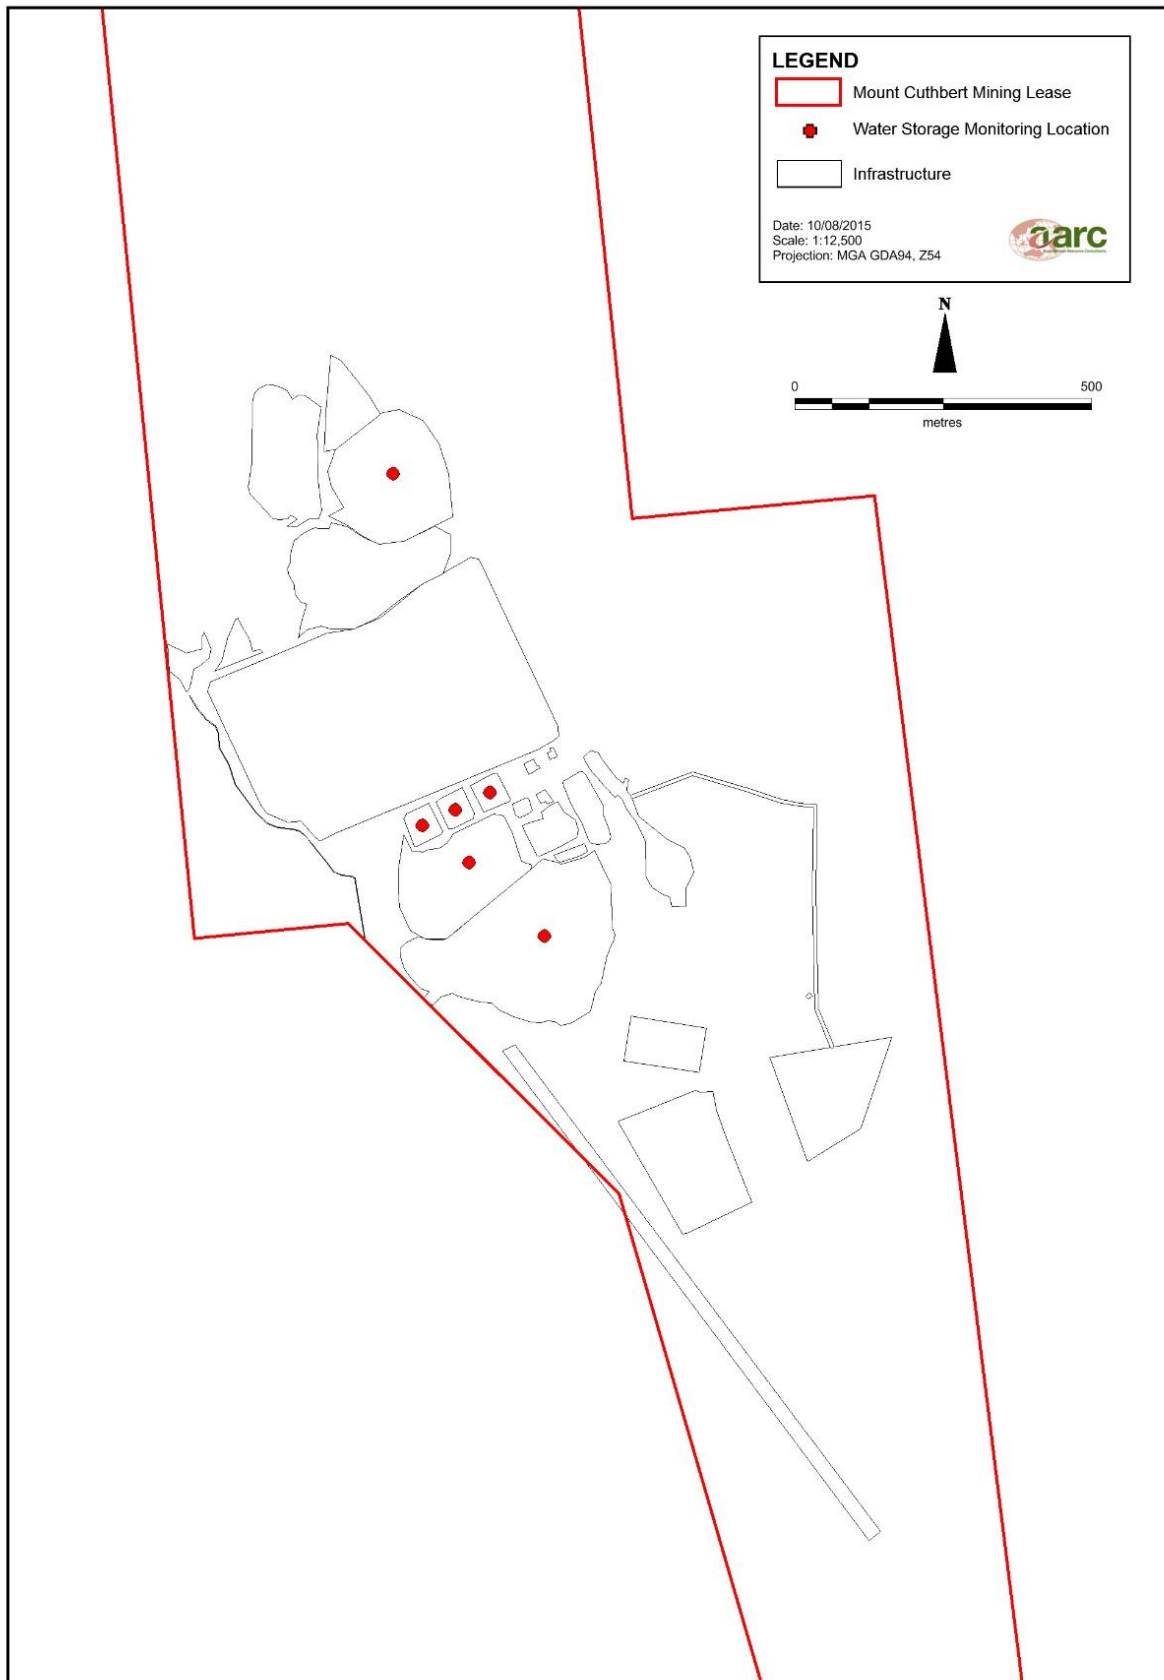 LEGEND
Mount Cuthbert Mining Lease
Water Storage Monitoring Location
Infrastructure
Date: 10/08/2015
Scale: 1:12,500
Projection: MGA GDA94, Z54
aarc
N
0 500
metres